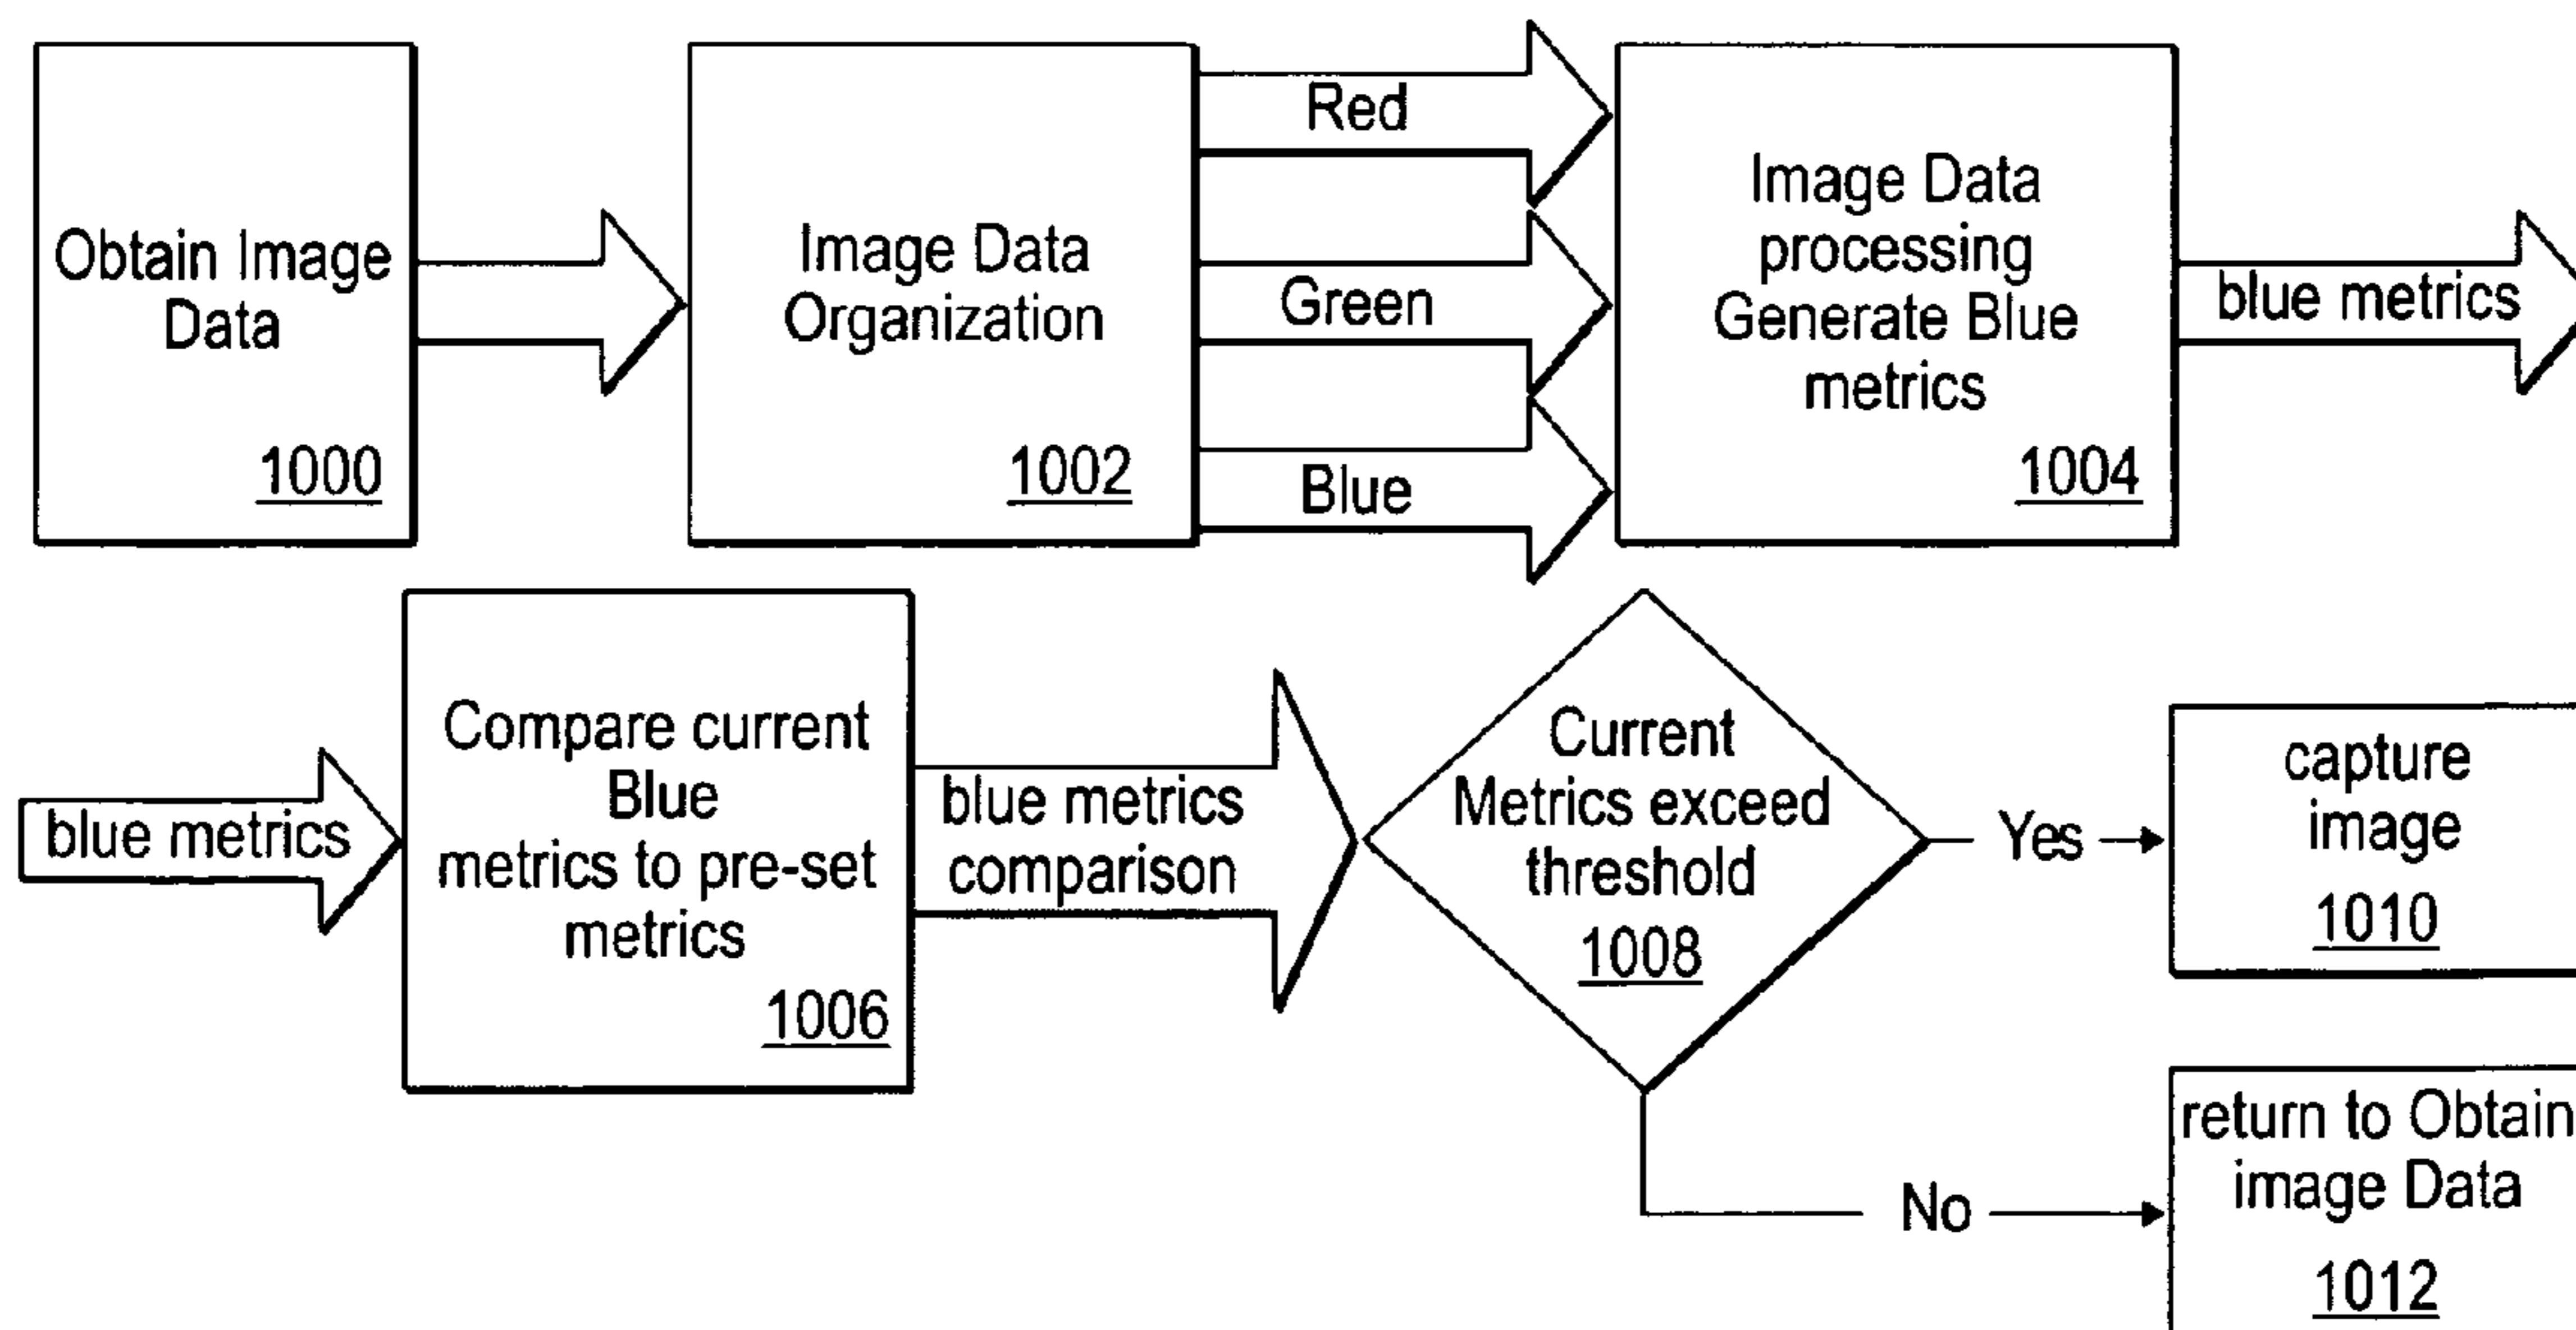 Obtain Image
Data
1000
Image Data
Organization
1002
Red
Green
Blue
Image Data
processing
Generate Blue
metrics
1004
blue metrics
blue metrics
Compare current
Blue
metrics to pre-set
metrics
1006
blue metrics
comparison
Current
Metrics exceed
threshold
1008
Yes
capture
image
1010
No
return to Obtain
image Data
1012